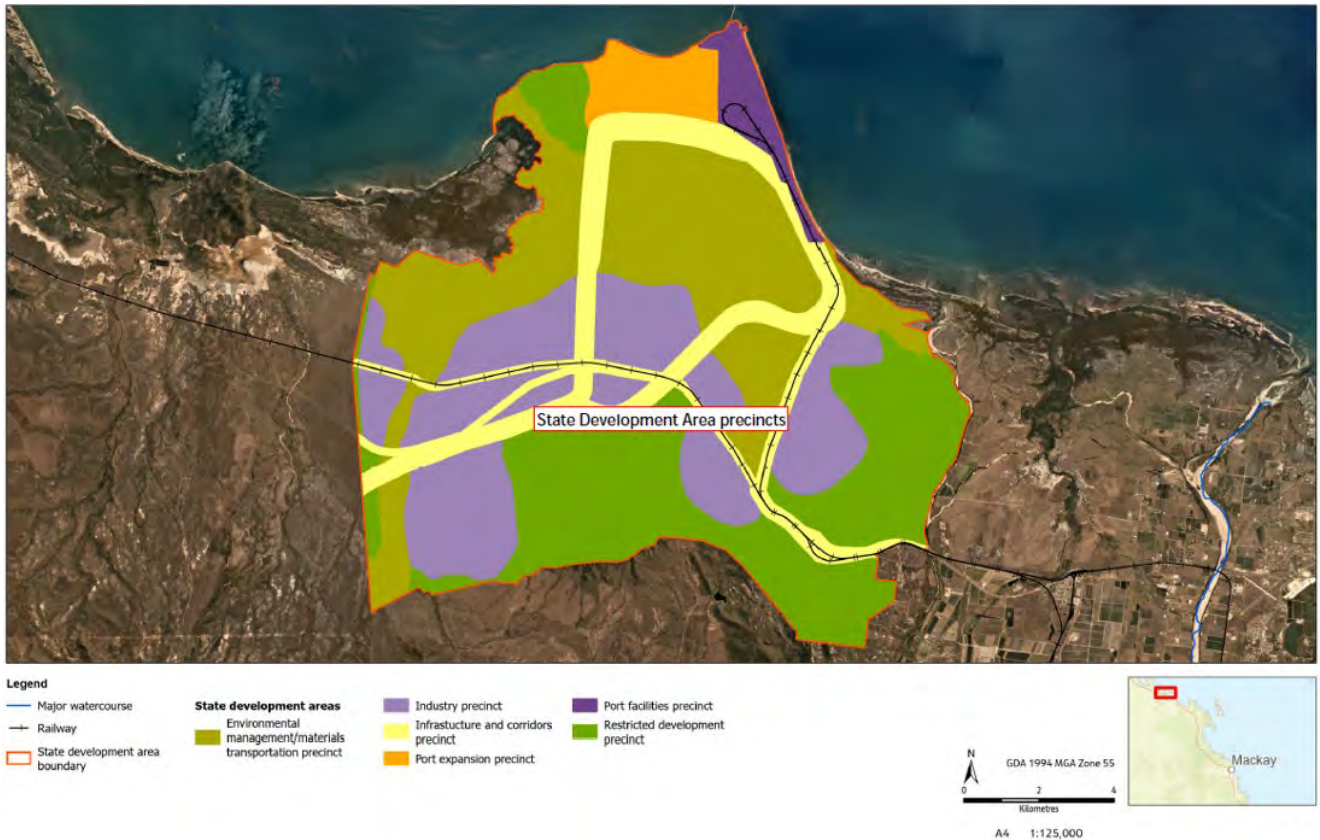 State Development Area precincts
Legend
Major watercourse
Railway
State development area
boundary
State development areas
Environmental
management/materials
transportation precinct
Industry precinct
Infrastucture and corridors
precinct
Port expansion precinct
Port facilities precinct
Restricted development
precinct
N
GDA 1994 MGA Zone 55
0 2 4
Kilometres
A4 1:125,000
Mackay